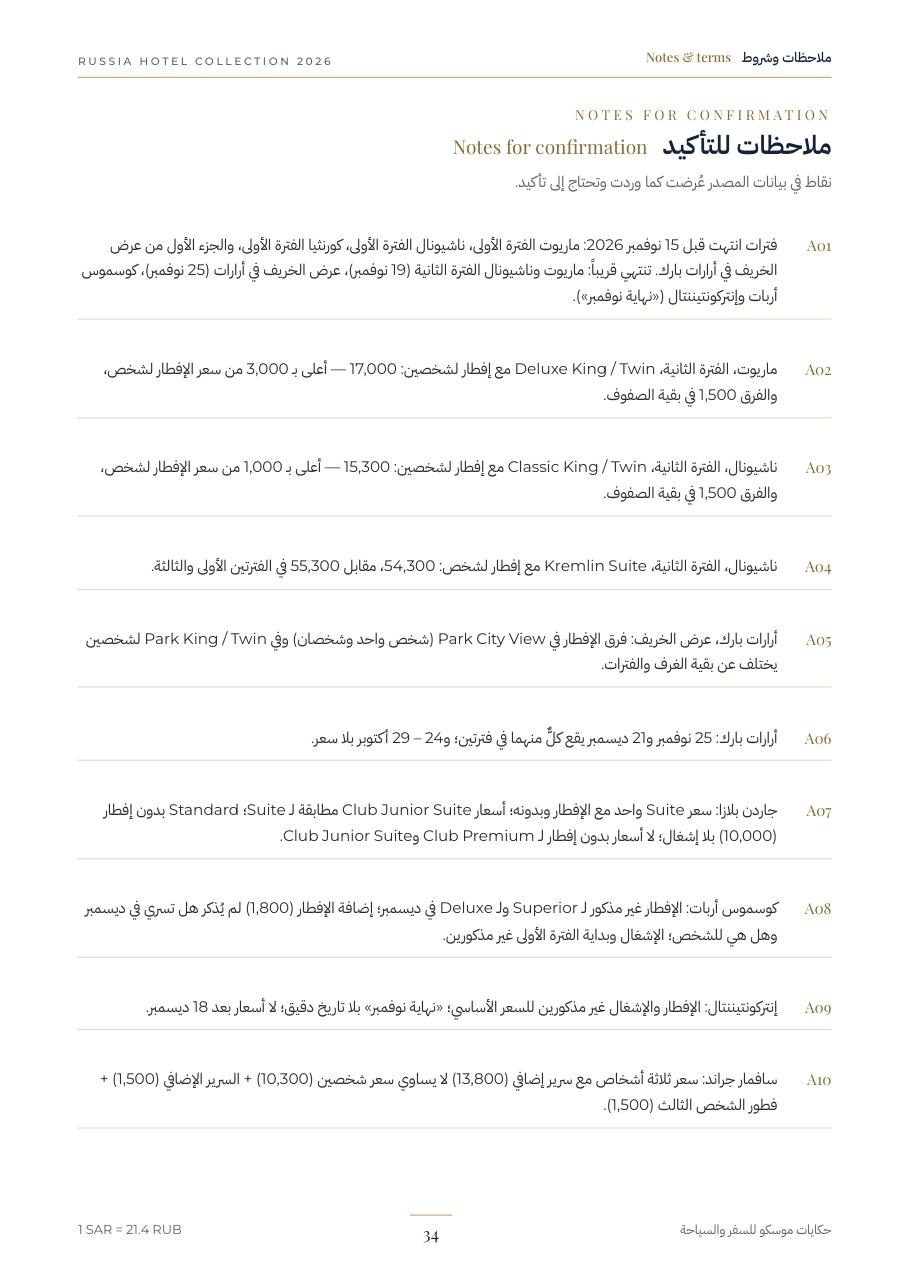 ملاحظات وشروط Notes & terms
RUSSIA HOTEL COLLECTION 2026
NOTES FOR CONFIRMATION
ملاحظات للتأكيد Notes for confirmation
نقاط في بيانات المصدر عُرضت كما وردت وتحتاج إلى تأكيد.
A01 فترات انتهت قبل 15 نوفمبر 2026: ماريوت الفترة الأولى، ناشيونال الفترة الأولى، كورنثيا الفترة الأولى، والجزء الأول من عرض
الخريف في أرارات بارك. تنتهي قريباً: ماريوت وناشيونال الفترة الثانية (19 نوفمبر)، عرض الخريف في أرارات (25 نوفمبر)، كوسموس
أربات وإنتركونتيننتال («نهاية نوفمبر»).
A02 ماريوت، الفترة الثانية، Deluxe King / Twin مع إفطار لشخصين: 17,000 — أعلى بـ 3,000 من سعر الإفطار لشخص،
والفرق 1,500 في بقية الصفوف.
A03 ناشيونال، الفترة الثانية، Classic King / Twin مع إفطار لشخصين: 15,300 — أعلى بـ 1,000 من سعر الإفطار لشخص،
والفرق 1,500 في بقية الصفوف.
A04 ناشيونال، الفترة الثانية، Kremlin Suite مع إفطار لشخص: 54,300، مقابل 55,300 في الفترتين الأولى والثالثة.
A05 أرارات بارك، عرض الخريف: فرق الإفطار في Park City View (شخص واحد وشخصان) وفي Park King / Twin لشخصين
يختلف عن بقية الغرف والفترات.
A06 أرارات بارك: 25 نوفمبر و21 ديسمبر يقع كلٌّ منهما في فترتين؛ و24 – 29 أكتوبر بلا سعر.
A07 جاردن بلازا: سعر Suite واحد مع الإفطار وبدونه؛ أسعار Club Junior Suite مطابقة لـ Suite؛ Standard بدون إفطار
(10,000) بلا إشغال؛ لا أسعار بدون إفطار لـ Club Premium وClub Junior Suite.
A08 كوسموس أربات: الإفطار غير مذكور لـ Superior ولـ Deluxe في ديسمبر؛ إضافة الإفطار (1,800) لم يُذكر هل تسري في ديسمبر
وهل هي للشخص؛ الإشغال وبداية الفترة الأولى غير مذكورين.
A09 إنتركونتيننتال: الإفطار والإشغال غير مذكورين للسعر الأساسي؛ «نهاية نوفمبر» بلا تاريخ دقيق؛ لا أسعار بعد 18 ديسمبر.
A10 سافمار جراند: سعر ثلاثة أشخاص مع سرير إضافي (13,800) لا يساوي سعر شخصين (10,300) + السرير الإضافي (1,500) +
فطور الشخص الثالث (1,500).
حكايات موسكو للسفر والسياحة
34
1 SAR = 21.4 RUB